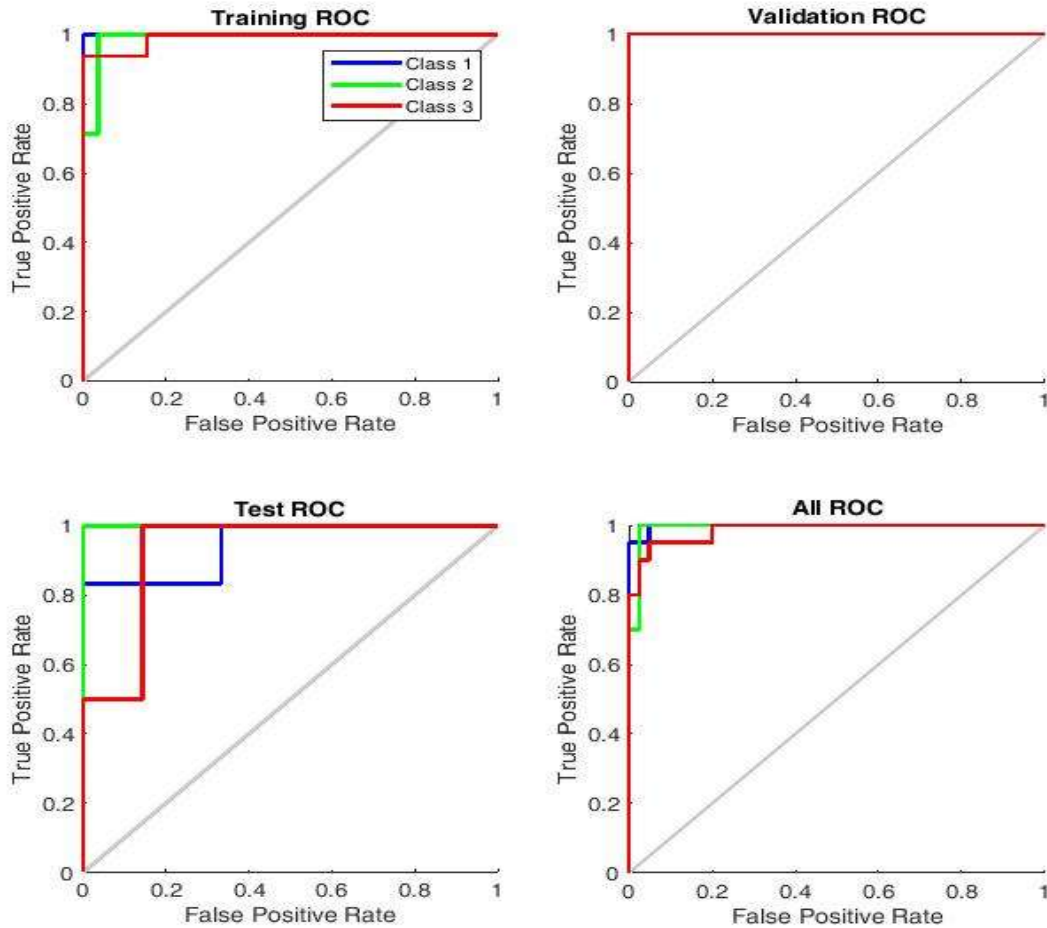 Training ROC
1
0.8
0.6
0.4
0.2
0
True Positive Rate
Class 1
Class 2
Class 3
0 0.2 0.4 0.6 0.8 1
False Positive Rate
Validation ROC
1
0.8
0.6
0.4
0.2
0
True Positive Rate
0 0.2 0.4 0.6 0.8 1
False Positive Rate
Test ROC
1
0.8
0.6
0.4
0.2
0
True Positive Rate
0 0.2 0.4 0.6 0.8 1
False Positive Rate
All ROC
1
0.8
0.6
0.4
0.2
0
True Positive Rate
0 0.2 0.4 0.6 0.8 1
False Positive Rate